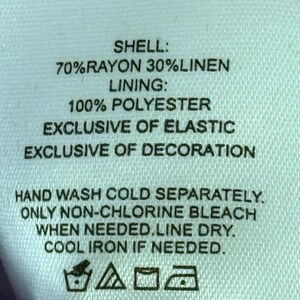 SHELL:
70%RAYON 30%LINEN
LINING:
100% POLYESTER
EXCLUSIVE OF ELASTIC
EXCLUSIVE OF DECORATION
HAND WASH COLD SEPARATELY.
ONLY NON-CHLORINE BLEACH
WHEN NEEDED.LINE DRY.
COOL IRON IF NEEDED.